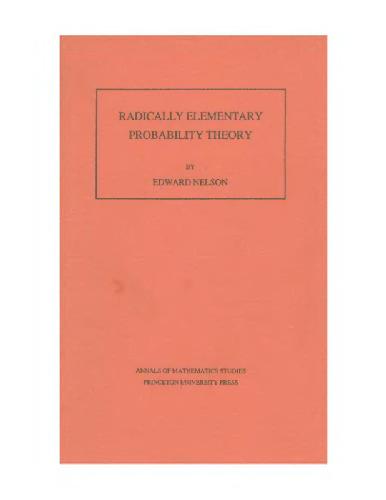 RADICALLY ELEMENTARY
PROBABILITY THEORY
BY
EDWARD NELSON
ANNALS OF MATHEMATICS STUDIES
PRINCETON UNIVERSITY PRESS